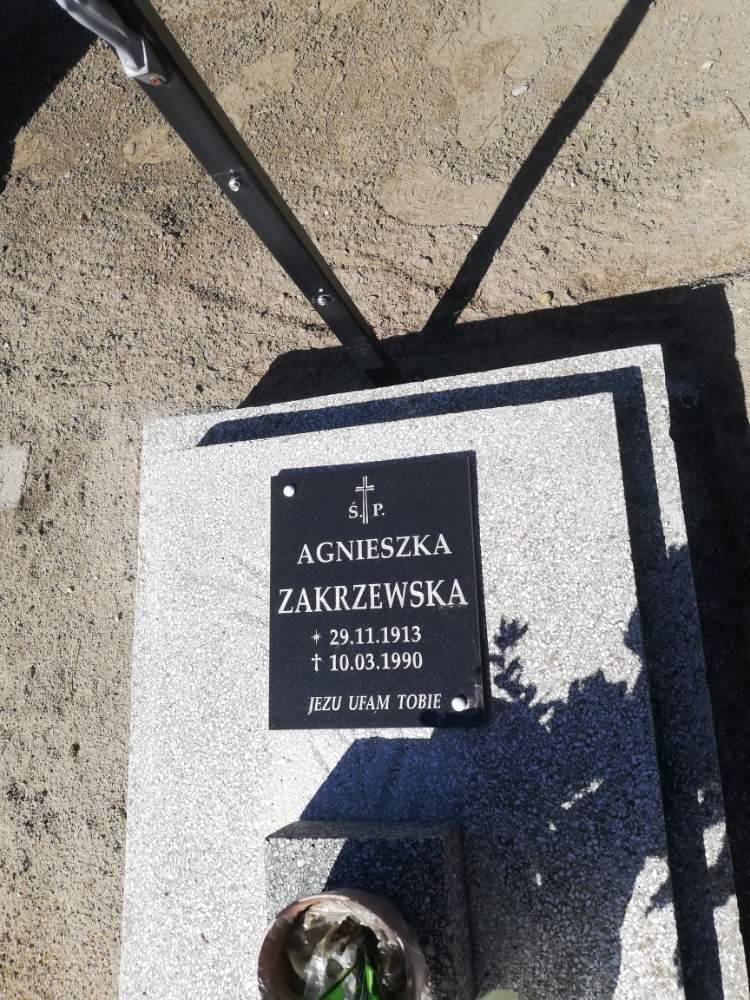 Ś. P.
AGNIESZKA
ZAKRZEWSKA
* 29.11.1913
† 10.03.1990
JEZU UFAM TOBIE